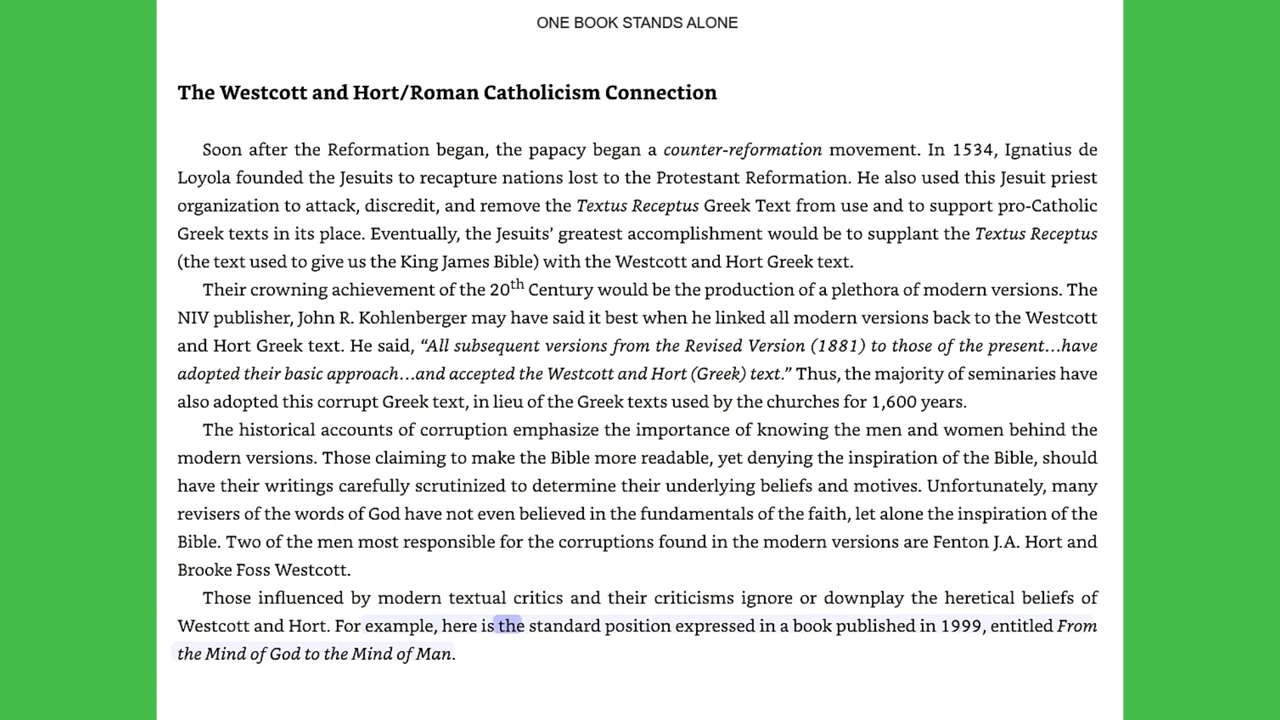 ONE BOOK STANDS ALONE
The Westcott and Hort/Roman Catholicism Connection
Soon after the Reformation began, the papacy began a counter-reformation movement. In 1534, Ignatius de
Loyola founded the Jesuits to recapture nations lost to the Protestant Reformation. He also used this Jesuit priest
organization to attack, discredit, and remove the Textus Receptus Greek Text from use and to support pro-Catholic
Greek texts in its place. Eventually, the Jesuits’ greatest accomplishment would be to supplant the Textus Receptus
(the text used to give us the King James Bible) with the Westcott and Hort Greek text.
Their crowning achievement of the 20th Century would be the production of a plethora of modern versions. The
NIV publisher, John R. Kohlenberger may have said it best when he linked all modern versions back to the Westcott
and Hort Greek text. He said, “All subsequent versions from the Revised Version (1881) to those of the present…have
adopted their basic approach…and accepted the Westcott and Hort (Greek) text.” Thus, the majority of seminaries have
also adopted this corrupt Greek text, in lieu of the Greek texts used by the churches for 1,600 years.
The historical accounts of corruption emphasize the importance of knowing the men and women behind the
modern versions. Those claiming to make the Bible more readable, yet denying the inspiration of the Bible, should
have their writings carefully scrutinized to determine their underlying beliefs and motives. Unfortunately, many
revisers of the words of God have not even believed in the fundamentals of the faith, let alone the inspiration of the
Bible. Two of the men most responsible for the corruptions found in the modern versions are Fenton J.A. Hort and
Brooke Foss Westcott.
Those influenced by modern textual critics and their criticisms ignore or downplay the heretical beliefs of
Westcott and Hort. For example, here is the standard position expressed in a book published in 1999, entitled From
the Mind of God to the Mind of Man.